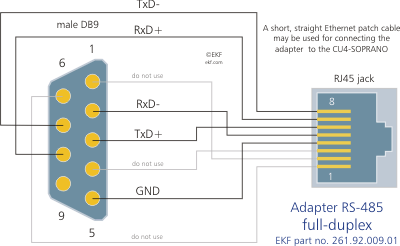 TxD-
male DB9
RxD+
A short, straight Ethernet patch cable
may be used for connecting the
adapter to the CU4-SOPRANO
1
©EKF
ekf.com
6
do not use
RJ45 jack
RxD-
8
TxD+
do not use
1
GND
9
5
do not use
Adapter RS-485
full-duplex
EKF part no. 261.92.009.01